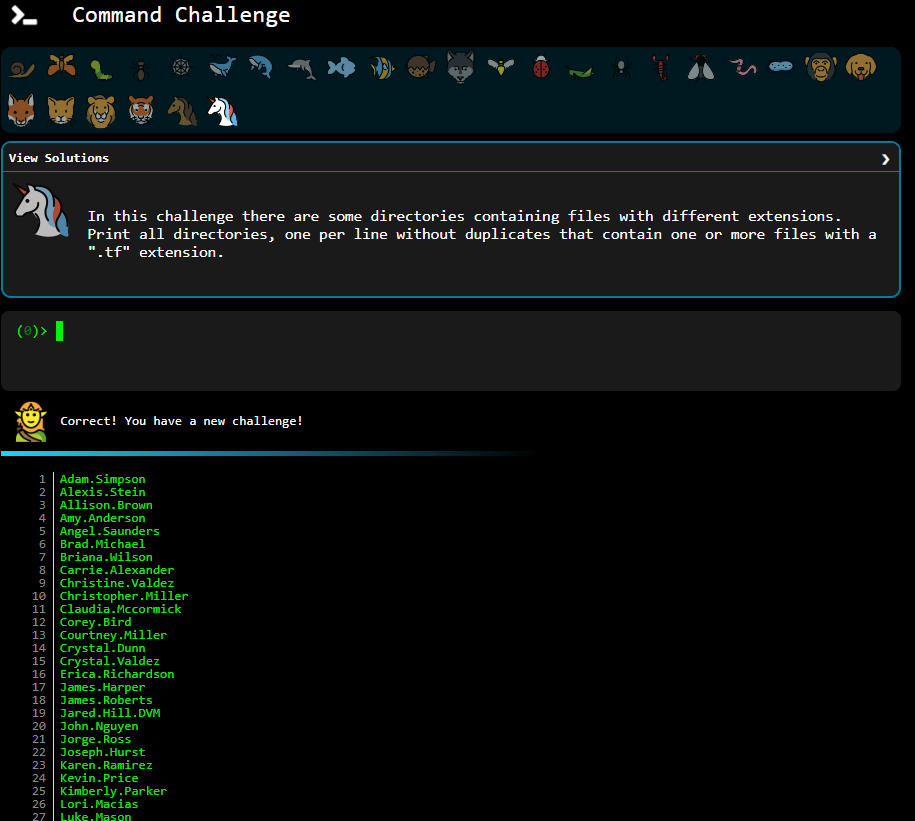 Command Challenge
View Solutions
In this challenge there are some directories containing files with different extensions.
Print all directories, one per line without duplicates that contain one or more files with a
".tf" extension.
(0)>
Correct! You have a new challenge!
1 Adam.Simpson
2 Alexis.Stein
3 Allison.Brown
4 Amy.Anderson
5 Angel.Saunders
6 Brad.Michael
7 Briana.Wilson
8 Carrie.Alexander
9 Christine.Valdez
10 Christopher.Miller
11 Claudia.Mccormick
12 Corey.Bird
13 Courtney.Miller
14 Crystal.Dunn
15 Crystal.Valdez
16 Erica.Richardson
17 James.Harper
18 James.Roberts
19 Jared.Hill.DVM
20 John.Nguyen
21 Jorge.Ross
22 Joseph.Hurst
23 Karen.Ramirez
24 Kevin.Price
25 Kimberly.Parker
26 Lori.Macias
27 Luke.Mason